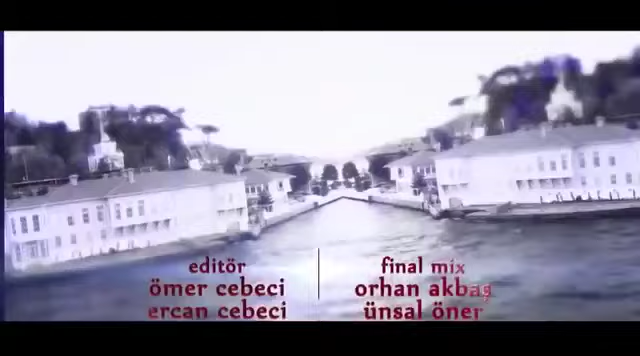 editör
ömer cebeci
ercan cebeci
final mix
orhan akbaş
ünsal öner